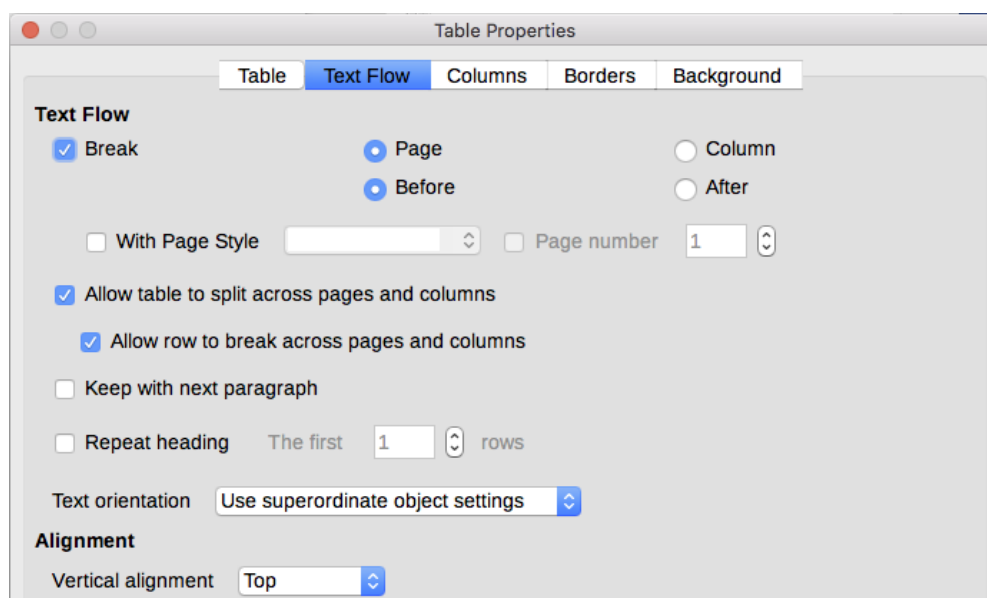 Table Properties
Table Text Flow Columns Borders Background
Text Flow
Break Page Column
Before After
With Page Style Page number 1
Allow table to split across pages and columns
Allow row to break across pages and columns
Keep with next paragraph
Repeat heading The first 1 rows
Text orientation Use superordinate object settings
Alignment
Vertical alignment Top